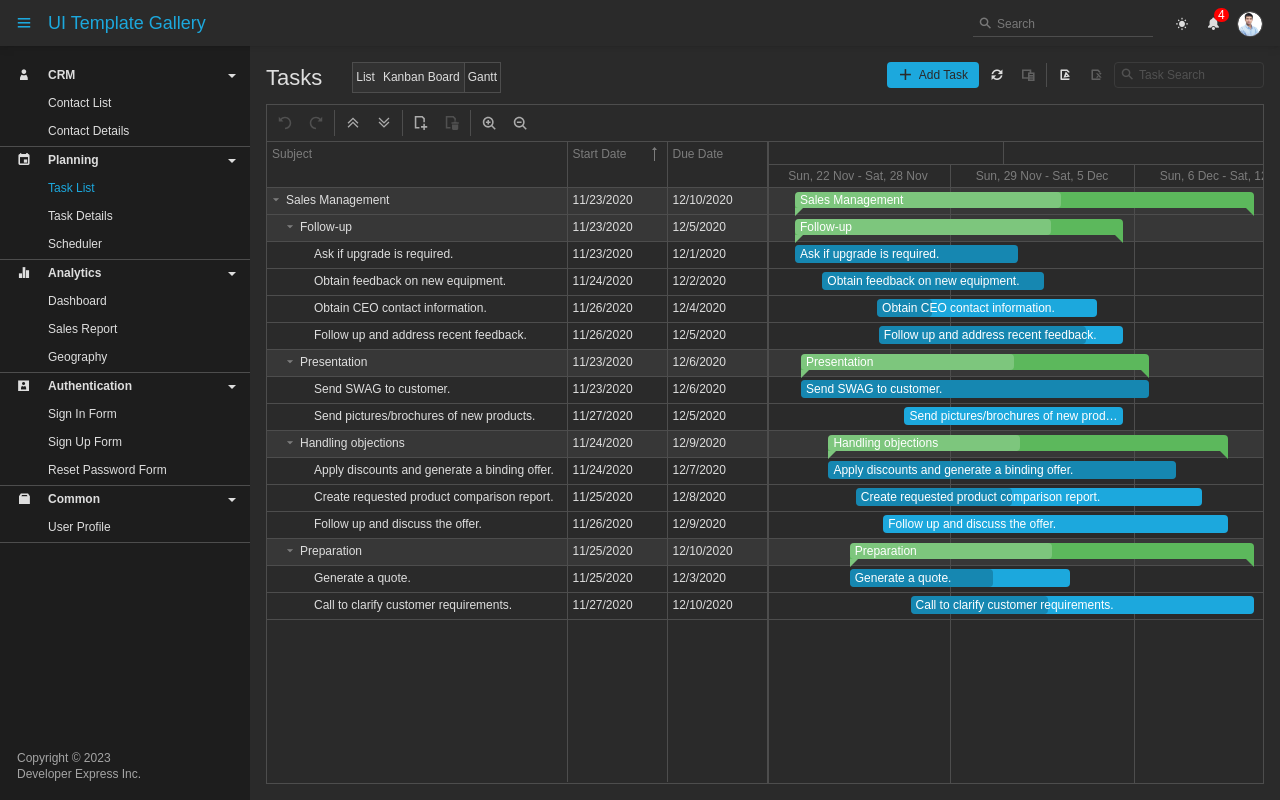 UI Template Gallery
Search
4
CRM
Contact List
Contact Details
Planning
Task List
Task Details
Scheduler
Analytics
Dashboard
Sales Report
Geography
Authentication
Sign In Form
Sign Up Form
Reset Password Form
Common
User Profile
Copyright © 2023
Developer Express Inc.
Tasks
List Kanban Board Gantt
Add Task
Task Search
Subject Start Date Due Date
Sun, 22 Nov - Sat, 28 Nov Sun, 29 Nov - Sat, 5 Dec Sun, 6 Dec - Sat, 12
Sales Management 11/23/2020 12/10/2020 Sales Management
Follow-up 11/23/2020 12/5/2020 Follow-up
Ask if upgrade is required. 11/23/2020 12/1/2020 Ask if upgrade is required.
Obtain feedback on new equipment. 11/24/2020 12/2/2020 Obtain feedback on new equipment.
Obtain CEO contact information. 11/26/2020 12/4/2020 Obtain CEO contact information.
Follow up and address recent feedback. 11/26/2020 12/5/2020 Follow up and address recent feedback.
Presentation 11/23/2020 12/6/2020 Presentation
Send SWAG to customer. 11/23/2020 12/6/2020 Send SWAG to customer.
Send pictures/brochures of new products. 11/27/2020 12/5/2020 Send pictures/brochures of new prod…
Handling objections 11/24/2020 12/9/2020 Handling objections
Apply discounts and generate a binding offer. 11/24/2020 12/7/2020 Apply discounts and generate a binding offer.
Create requested product comparison report. 11/25/2020 12/8/2020 Create requested product comparison report.
Follow up and discuss the offer. 11/26/2020 12/9/2020 Follow up and discuss the offer.
Preparation 11/25/2020 12/10/2020 Preparation
Generate a quote. 11/25/2020 12/3/2020 Generate a quote.
Call to clarify customer requirements. 11/27/2020 12/10/2020 Call to clarify customer requirements.